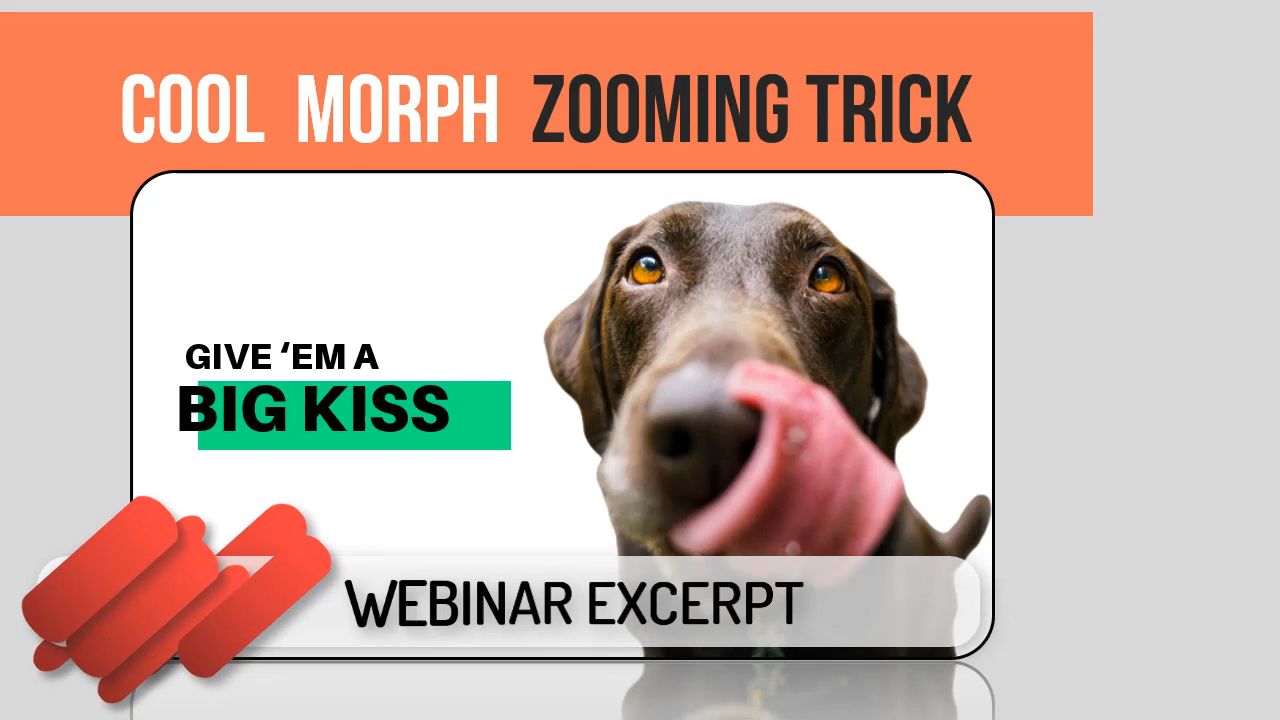 COOL MORPH ZOOMING TRICK
GIVE ‘EM A
BIG KISS
WEBINAR EXCERPT